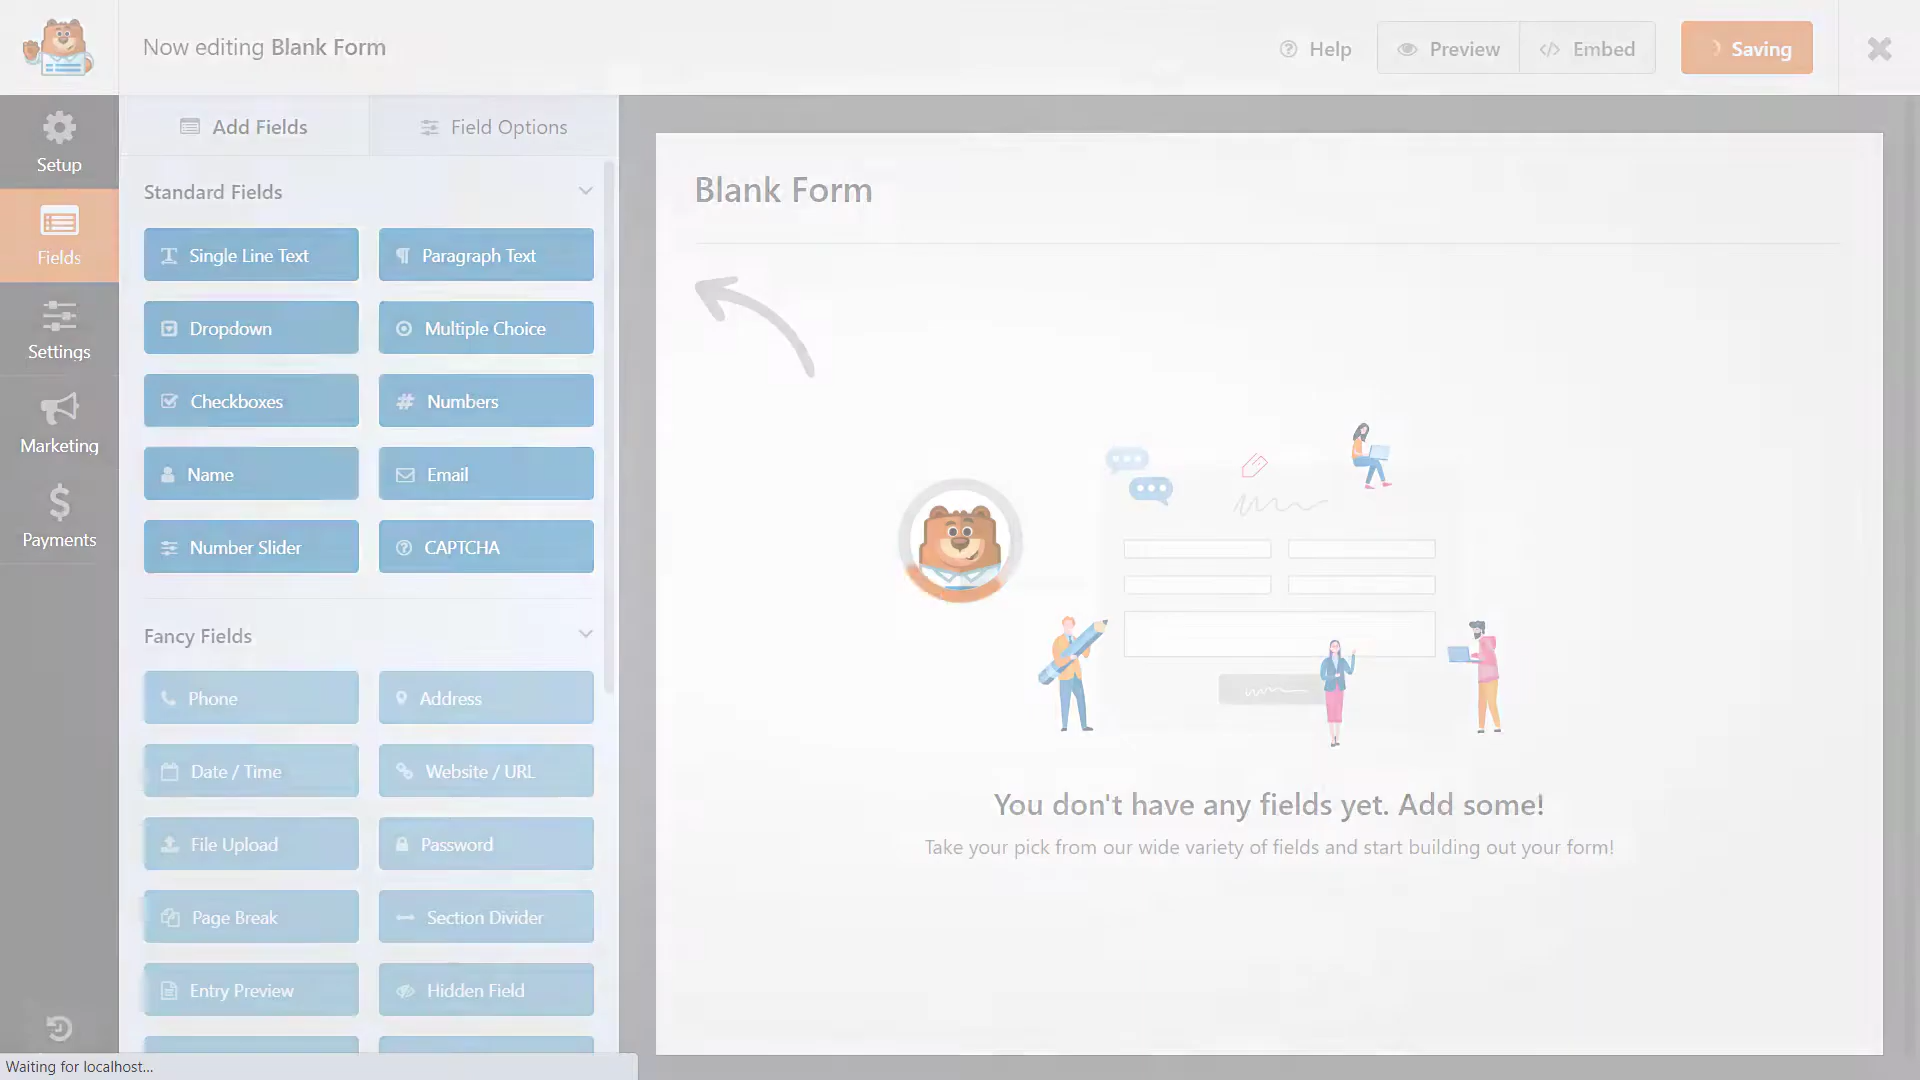 Now editing Blank Form
Help
Preview
Embed
Saving
Setup
Fields
Settings
Marketing
Payments
Add Fields
Field Options
Standard Fields
Single Line Text
Paragraph Text
Dropdown
Multiple Choice
Checkboxes
Numbers
Name
Email
Number Slider
CAPTCHA
Fancy Fields
Phone
Address
Date / Time
Website / URL
File Upload
Password
Page Break
Section Divider
Entry Preview
Hidden Field
Blank Form
You don't have any fields yet. Add some!
Take your pick from our wide variety of fields and start building out your form!
Waiting for localhost...